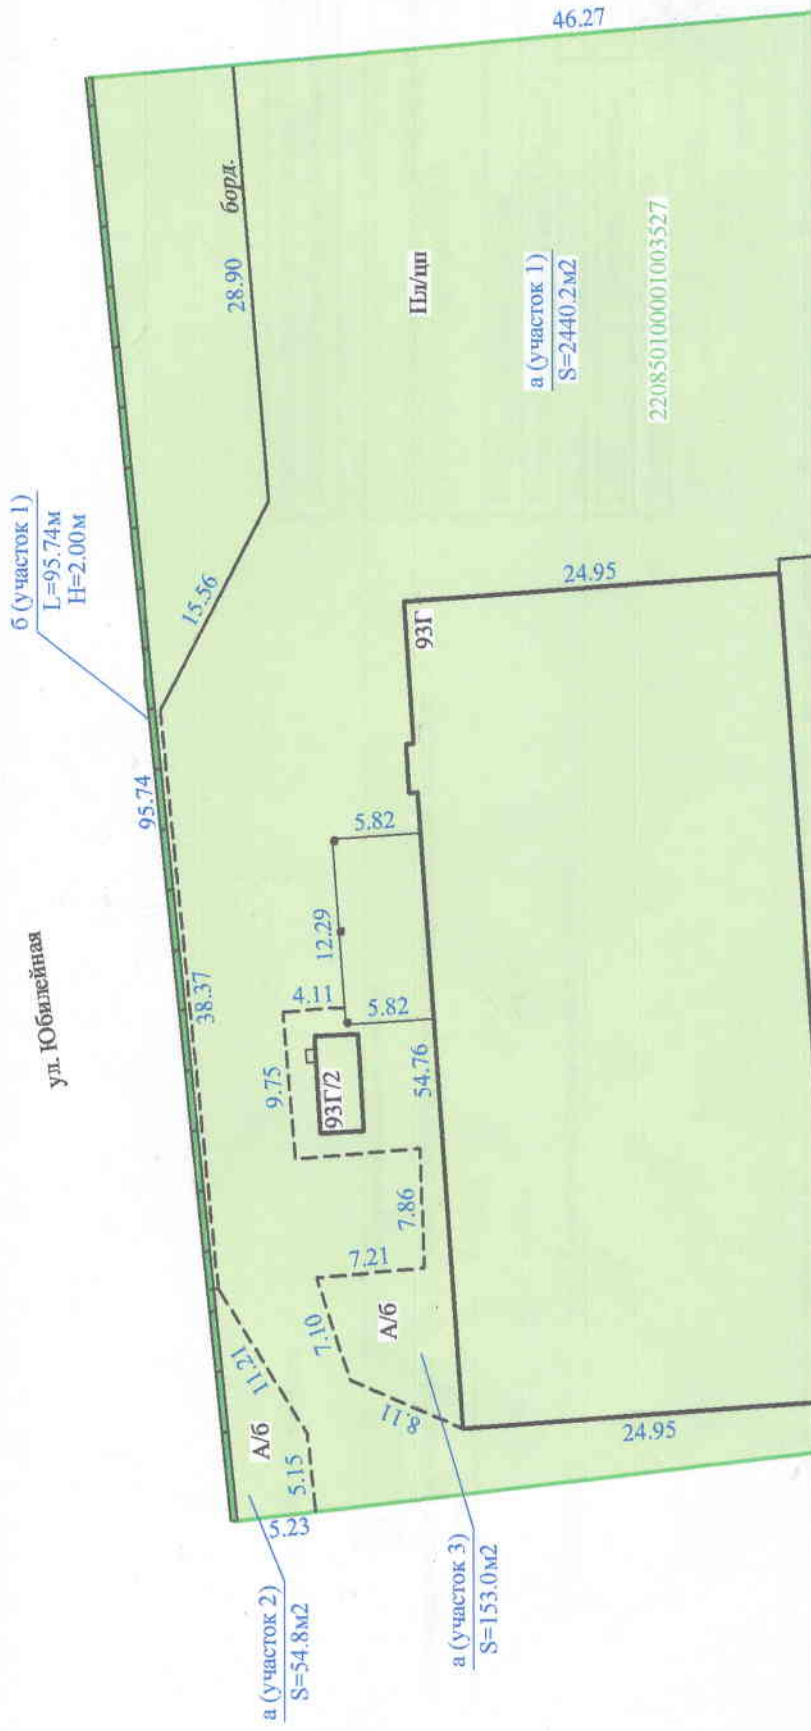 ул. Юбилейная
б (участок 1)
L=95.74м
H=2.00м
46.27
95.74
38.37
15.56
28.90
борд.
Пл/цп
а (участок 1)
S=2440.2м2
220850100001003527
93Г
24.95
5.82
12.29
4.11
5.82
9.75
93Г/2
54.76
7.86
7.21
7.10
А/б
8.11
11.21
А/б
5.15
5.23
24.95
а (участок 2)
S=54.8м2
а (участок 3)
S=153.0м2